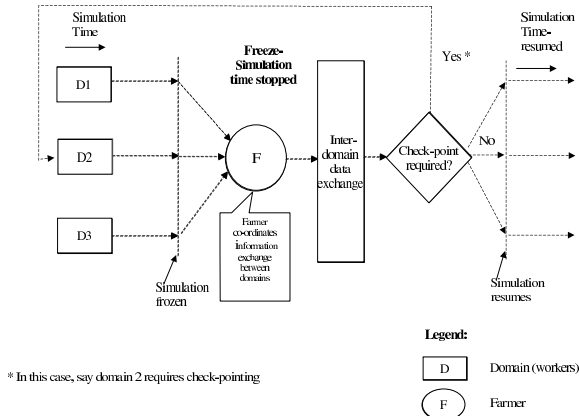 Simulation
Time
Freeze-
Simulation
time stopped
Yes *
Simulation
Time-
resumed
D1
D2
D3
F
Inter-
domain
data
exchange
Check-point
required?
No
Farmer
co-ordinates
information
exchange
between
domains
Simulation
frozen
Simulation
resumes
Legend:
D
Domain (workers)
* In this case, say domain 2 requires check-pointing
F
Farmer